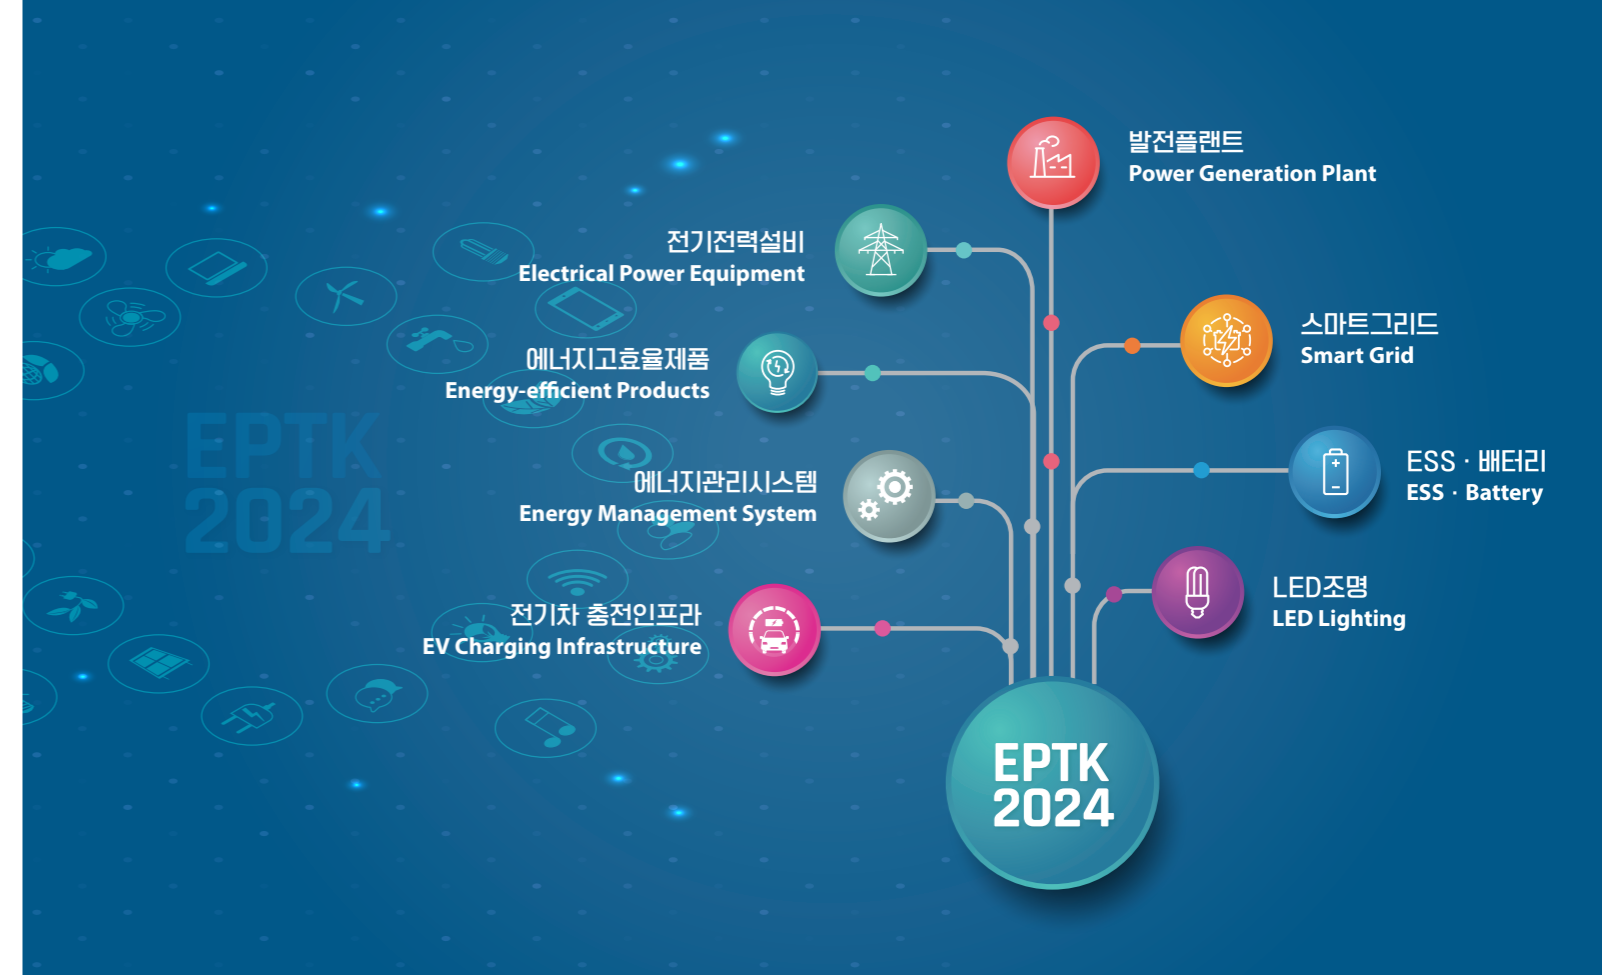 발전플랜트
Power Generation Plant
전기전력설비
Electrical Power Equipment
스마트그리드
Smart Grid
에너지고효율제품
Energy-efficient Products
ESS · 배터리
ESS · Battery
에너지관리시스템
Energy Management System
LED조명
LED Lighting
전기차 충전인프라
EV Charging Infrastructure
EPTK
2024
EPTK
2024